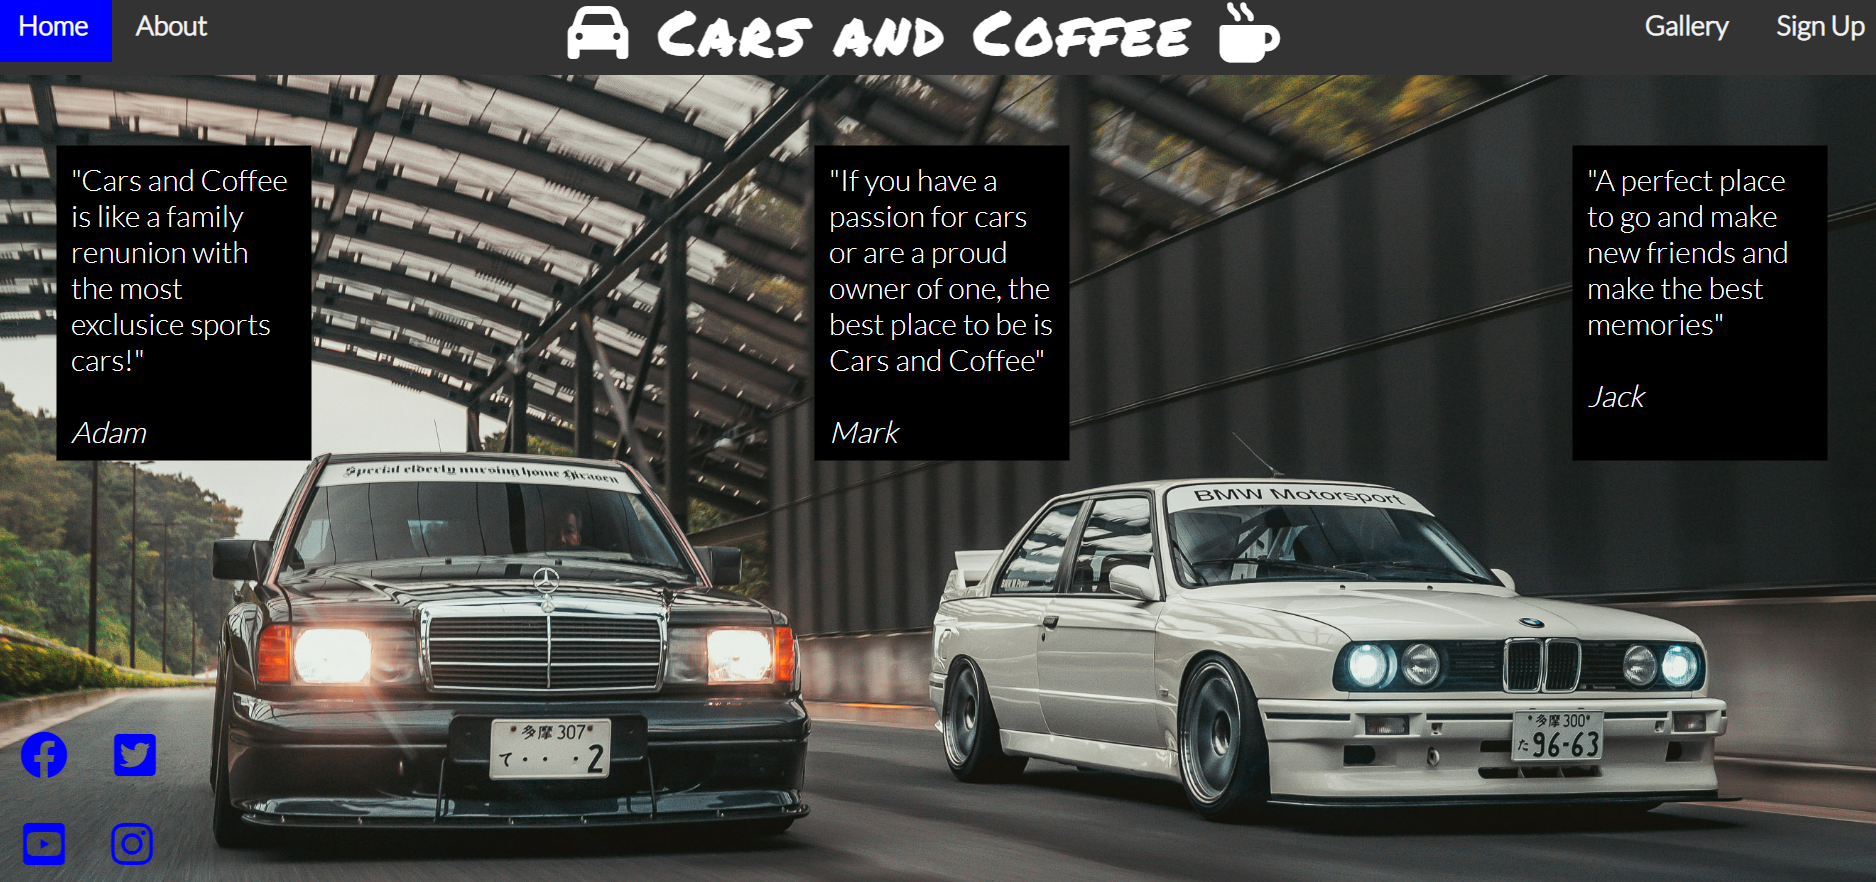 Home
About
Cars and Coffee
Gallery
Sign Up
"Cars and Coffee
is like a family
renunion with
the most
exclusice sports
cars!"
Adam
"If you have a
passion for cars
or are a proud
owner of one, the
best place to be is
Cars and Coffee"
Mark
"A perfect place
to go and make
new friends and
make the best
memories"
Jack
Special elderly nursing home
BMW Motorsport
多摩 307
て ・・ ・2
多摩 300
た 96-63